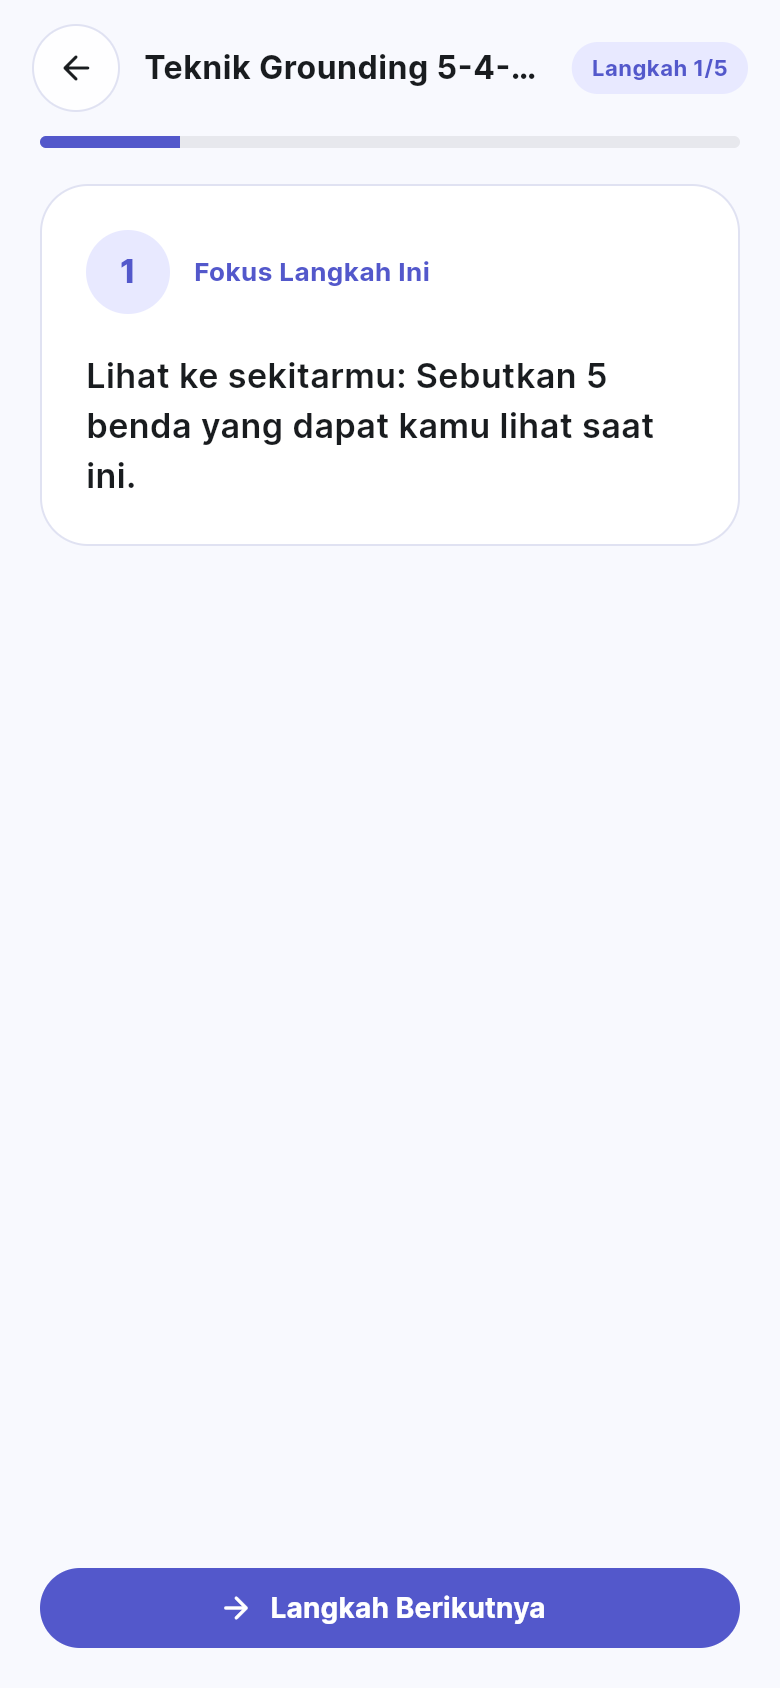 Teknik Grounding 5-4-...
Langkah 1/5
1
Fokus Langkah Ini
Lihat ke sekitarmu: Sebutkan 5
benda yang dapat kamu lihat saat
ini.
Langkah Berikutnya